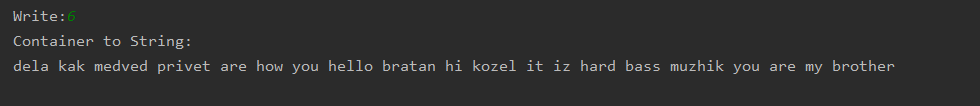 Write:6
Container to String:
dela kak medved privet are how you hello bratan hi kozel it iz hard bass muzhik you are my brother